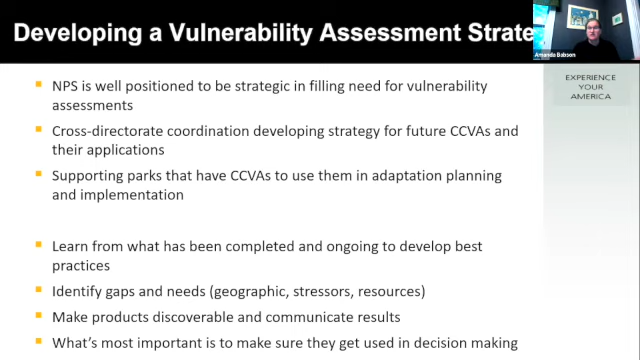 Developing a Vulnerability Assessment Strate
Amanda Babson
EXPERIENCE
YOUR
AMERICA
NPS is well positioned to be strategic in filling need for vulnerability
assessments
Cross-directorate coordination developing strategy for future CCVAs and
their applications
Supporting parks that have CCVAs to use them in adaptation planning
and implementation
Learn from what has been completed and ongoing to develop best
practices
Identify gaps and needs (geographic, stressors, resources)
Make products discoverable and communicate results
What's most important is to make sure they get used in decision making